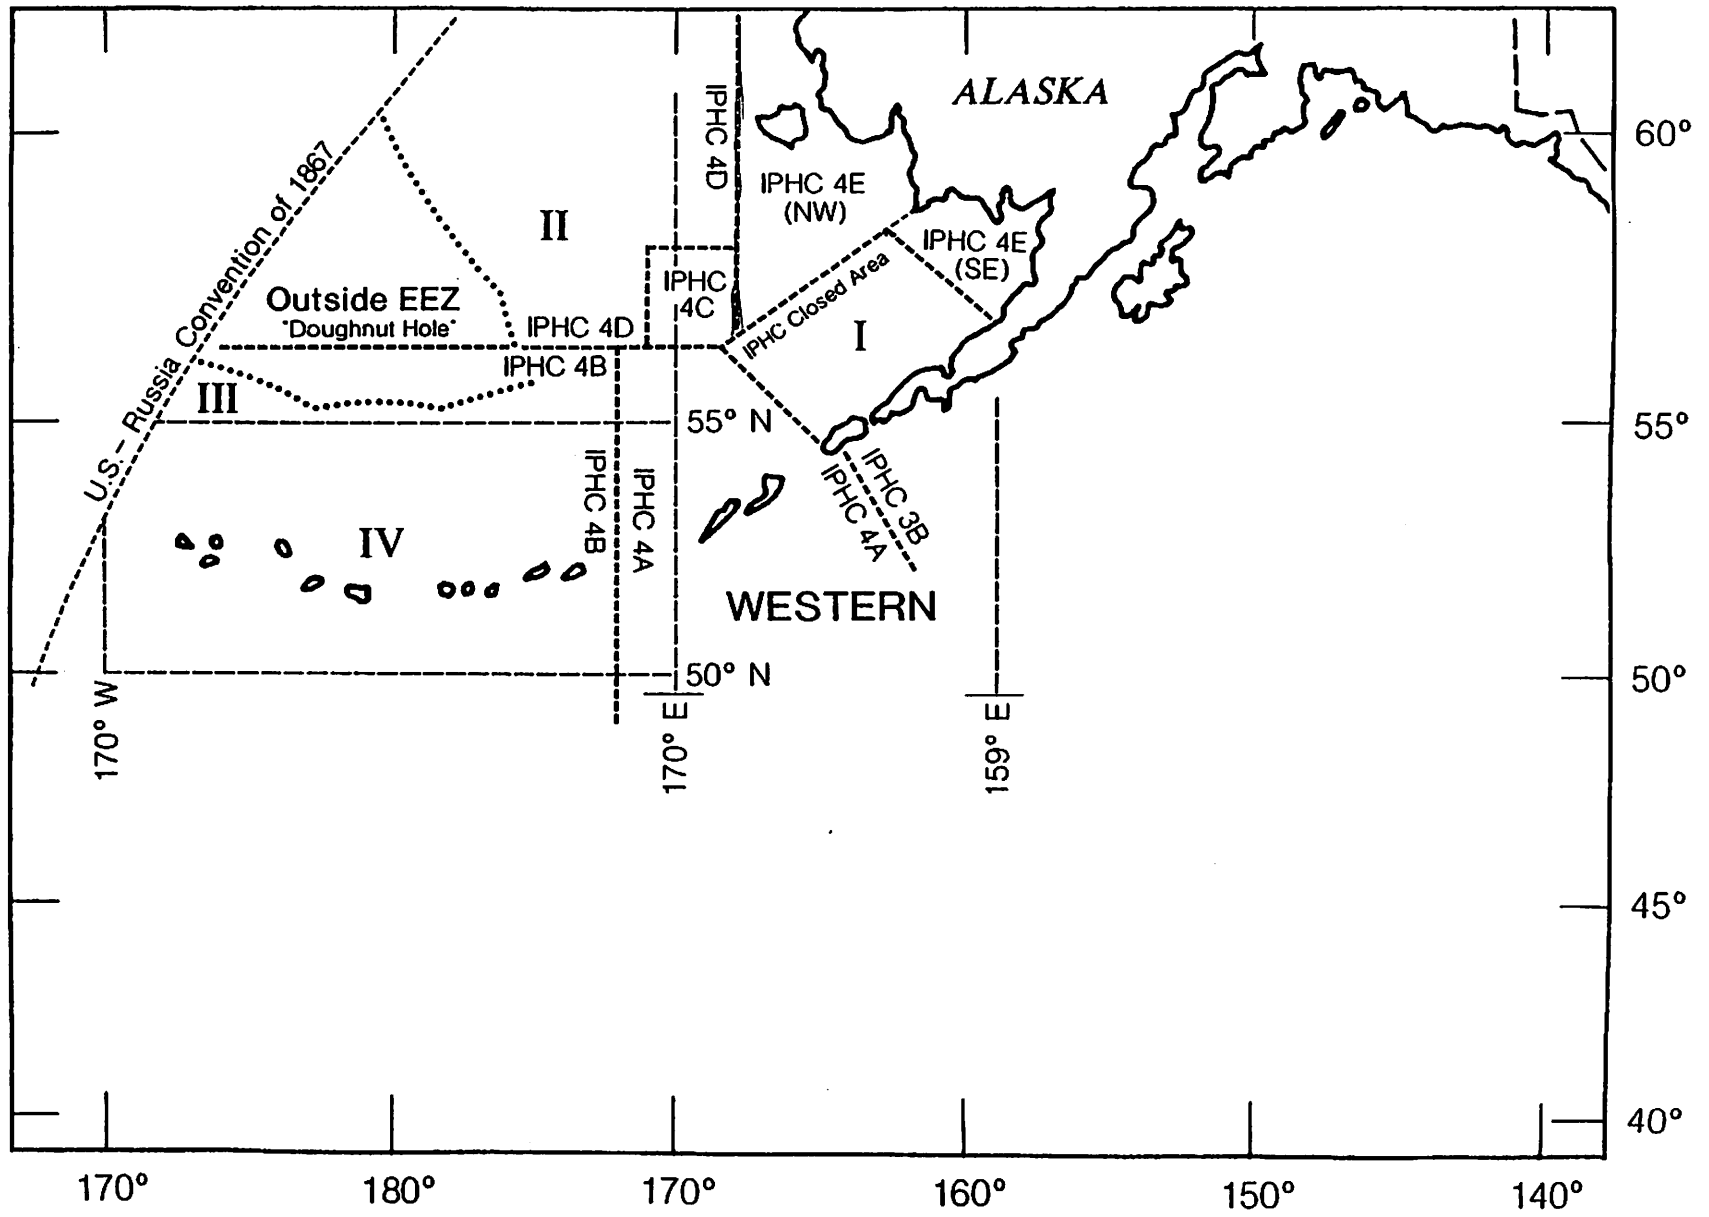 ALASKA
IPHC 4D
60°
U.S.– Russia Convention of 1867
IPHC 4E
(NW)
II
IPHC 4E
(SE)
IPHC
4C
IPHC Closed Area
Outside EEZ
"Doughnut Hole"
IPHC 4D
I
IPHC 4B
III
55° N
55°
IPHC 4B
IPHC 4A
IPHC 3B
IPHC 4A
IV
WESTERN
50° N
50°
170° W
170° E
159° E
45°
40°
170°
180°
170°
160°
150°
140°